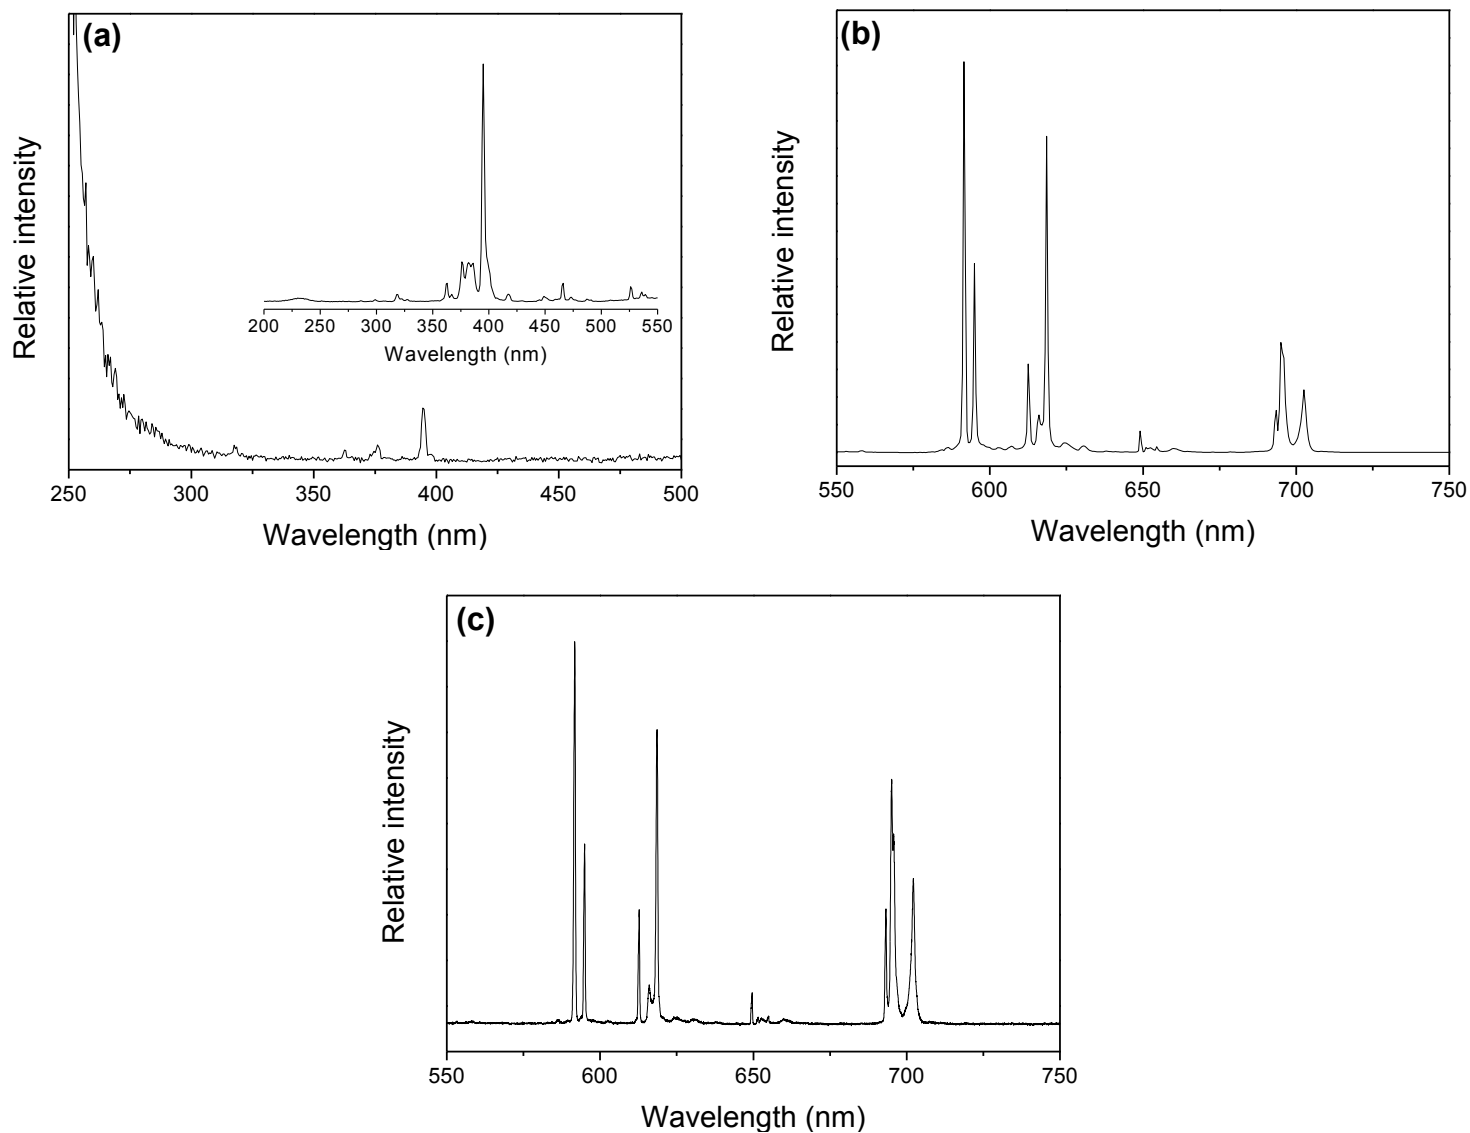 (a)
Relative intensity
200 250 300 350 400 450 500 550
Wavelength (nm)
250 300 350 400 450 500
Wavelength (nm)
(b)
Relative intensity
550 600 650 700 750
Wavelength (nm)
(c)
Relative intensity
550 600 650 700 750
Wavelength (nm)